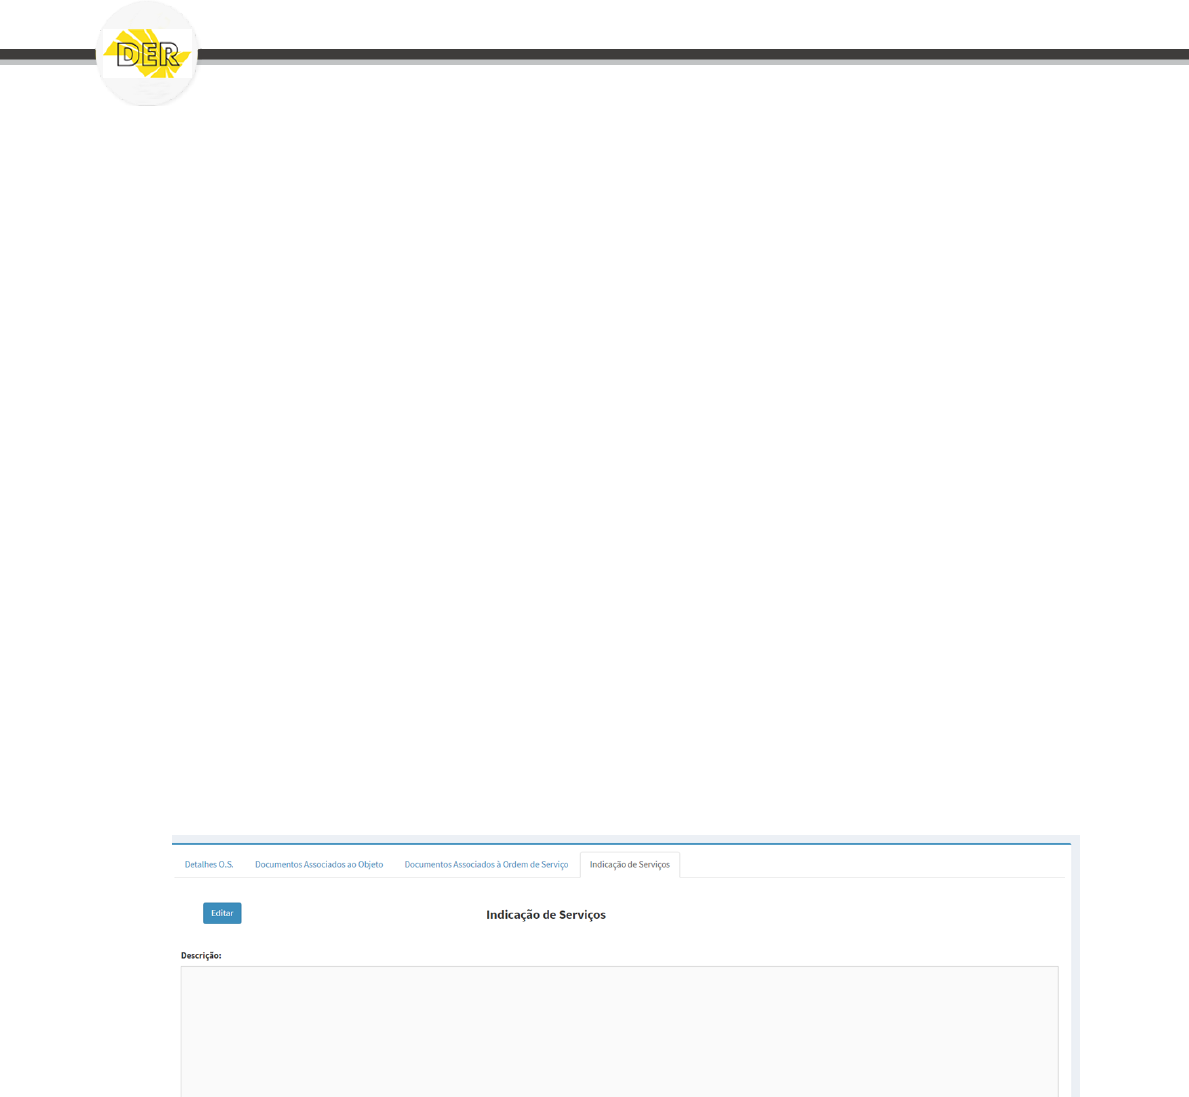 DER
Detalhes O.S. Documentos Associados ao Objeto Documentos Associados à Ordem de Serviço Indicação de Serviços
Editar
Indicação de Serviços
Descrição: